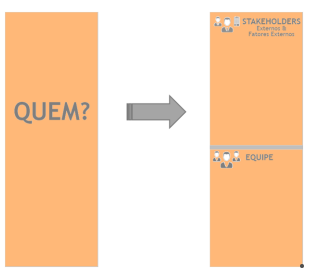 QUEM?
STAKEHOLDERS
Externos &
Fatores Externos
EQUIPE